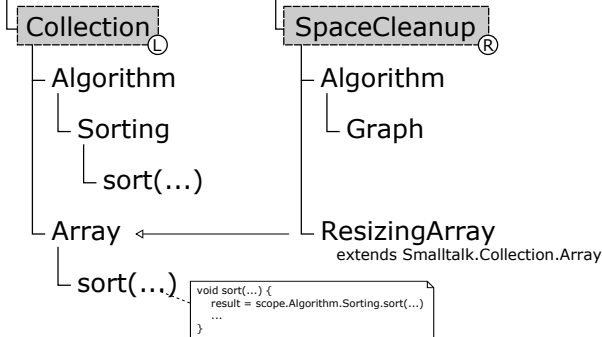 Collection
L
Algorithm
Sorting
sort(...)
Array
sort(...)
SpaceCleanup
R
Algorithm
Graph
ResizingArray
extends Smalltalk.Collection.Array
void sort(...) {
result = scope.Algorithm.Sorting.sort(...)
...
}